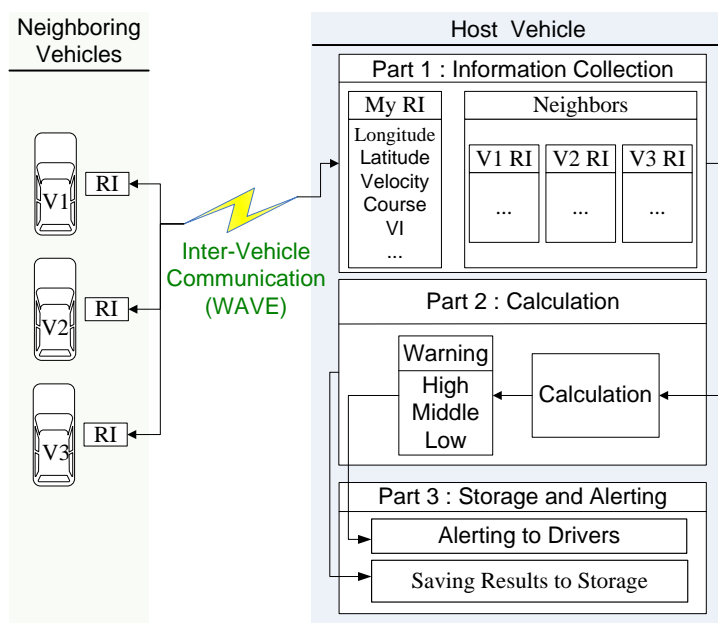 Neighboring
Vehicles
V1
RI
V2
RI
V3
RI
Inter-Vehicle
Communication
(WAVE)
Host Vehicle
Part 1 : Information Collection
My RI
Longitude
Latitude
Velocity
Course
VI
...
Neighbors
V1 RI
...
V2 RI
...
V3 RI
...
Part 2 : Calculation
Warning
High
Middle
Low
Calculation
Part 3 : Storage and Alerting
Alerting to Drivers
Saving Results to Storage